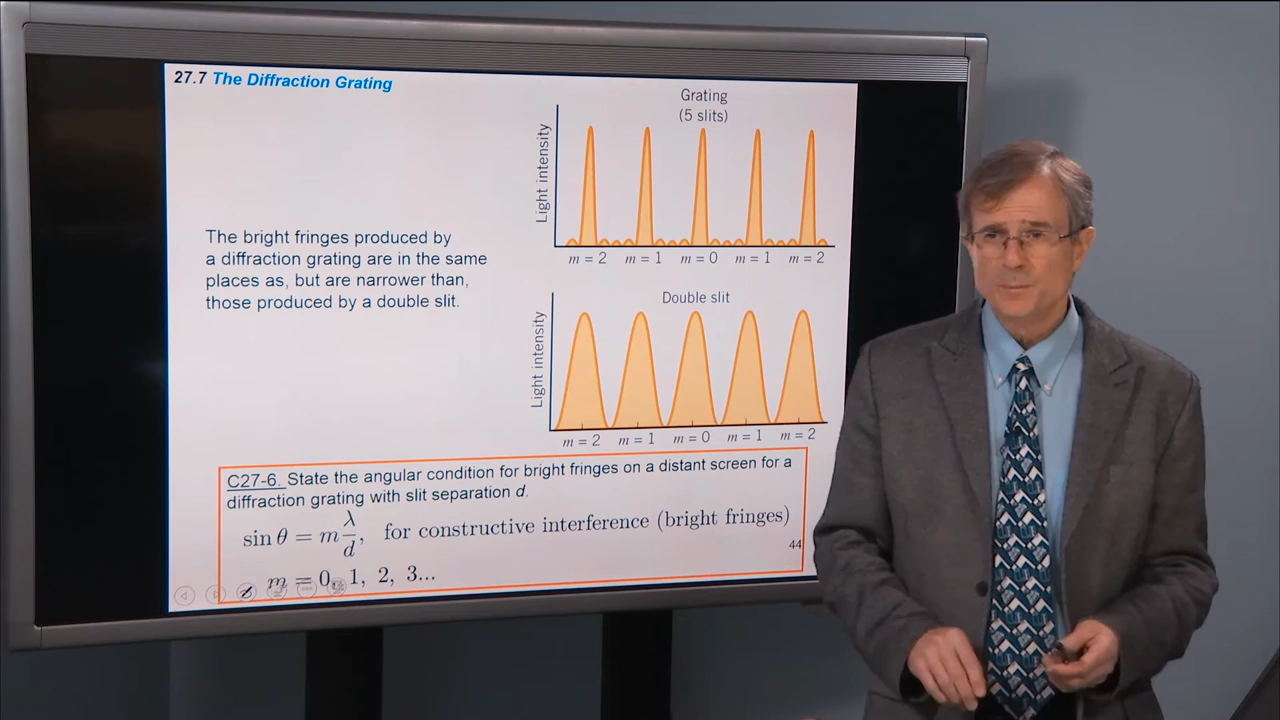 27.7 The Diffraction Grating
The bright fringes produced by
a diffraction grating are in the same
places as, but are narrower than,
those produced by a double slit.
Grating
(5 slits)
Light intensity
m = 2 m = 1 m = 0 m = 1 m = 2
Double slit
Light intensity
m = 2 m = 1 m = 0 m = 1 m = 2
C27-6. State the angular condition for bright fringes on a distant screen for a
diffraction grating with slit separation d.
sin θ = m λ/d, for constructive interference (bright fringes)
m = 0, 1, 2, 3...
44